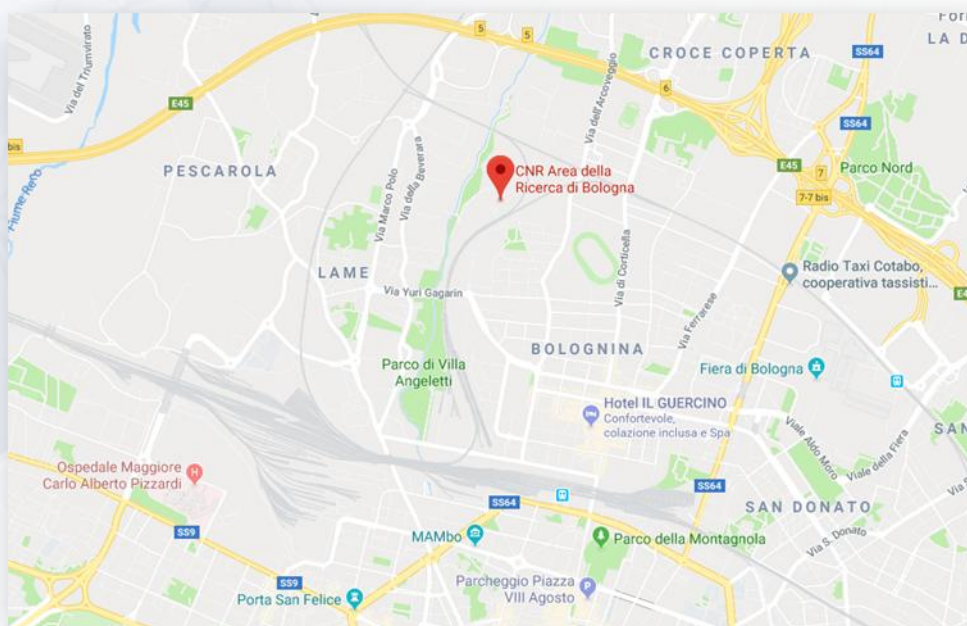 5
5
CROCE COPERTA
SS64
LA D
Via del Triumvirato
E45
6
Via dell'Arcoveggio
SS64
bis
PESCAROLA
CNR Area della
Ricerca di Bologna
E45
7
Parco Nord
7-7 bis
Fiume Reno
Via Marco Polo
Via della Beverara
LAME
Via Yuri Gagarin
Via di Corticella
Via Ferrarese
Radio Taxi Cotabo,
cooperativa tassisti...
BOLOGNINA
Parco di Villa
Angeletti
Fiera di Bologna
Hotel IL GUERCINO
Confortevole,
colazione inclusa e Spa
Viale Aldo Moro
Viale della Fiera
SAN
Ospedale Maggiore
Carlo Alberto Pizzardi
H
SS64
SS64
SAN DONATO
SS9
MAMbo
Parco della Montagnola
Via S. Donato
SS9
Parcheggio Piazza
VIII Agosto
P
Porta San Felice